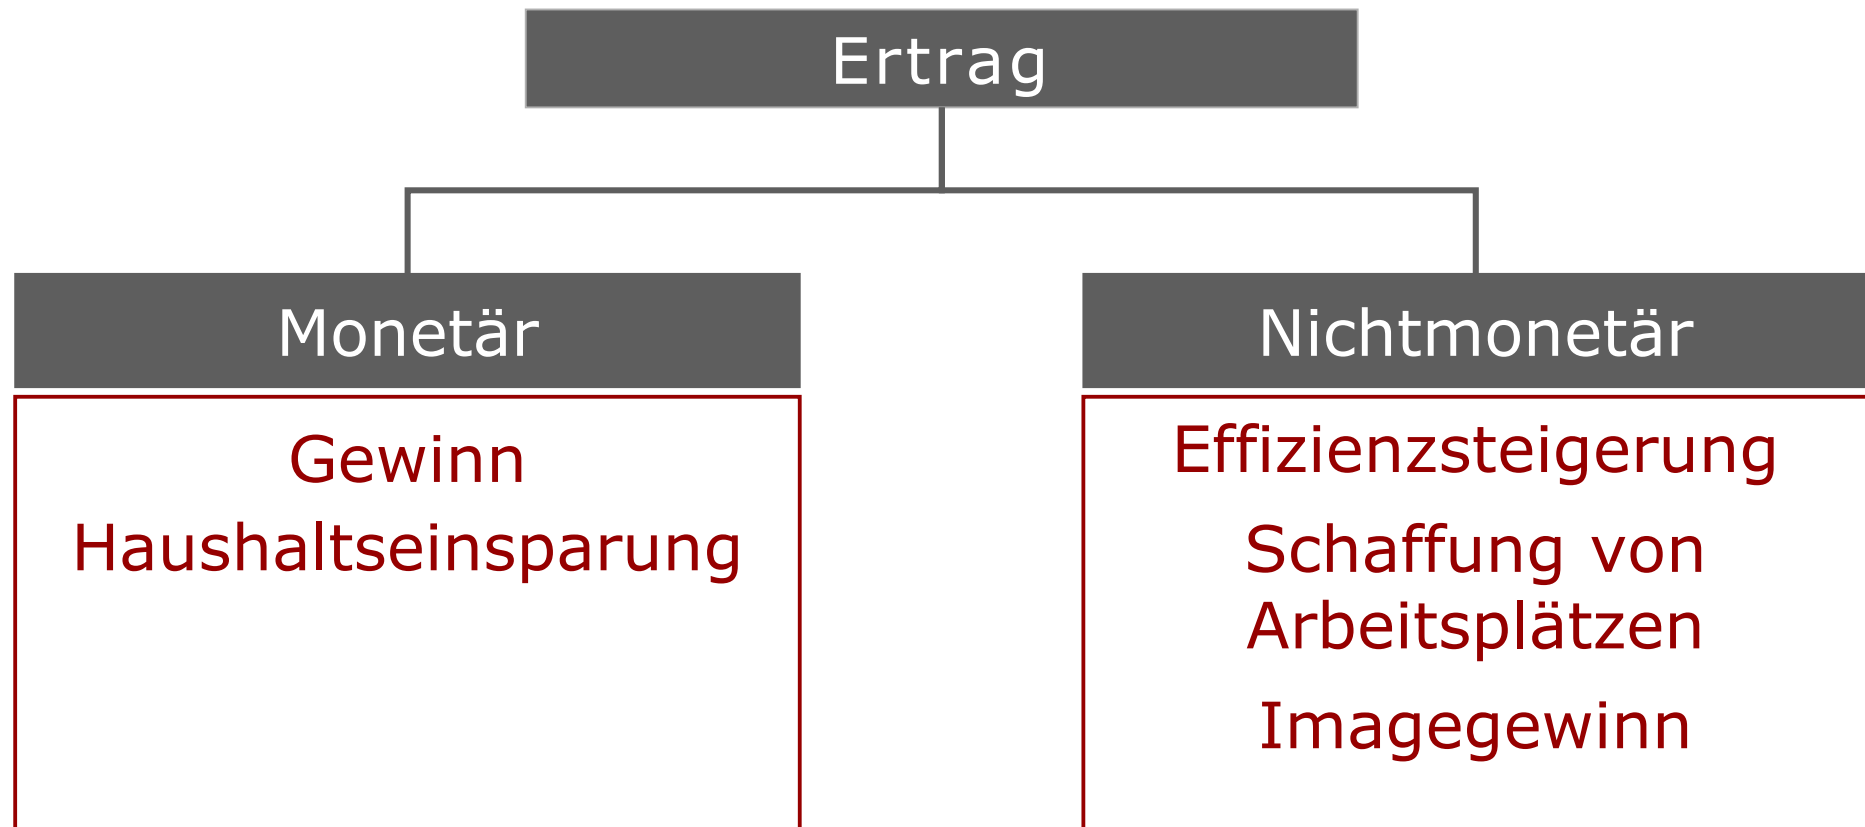 Ertrag
Monetär
Nichtmonetär
Gewinn
Haushaltseinsparung
Effizienzsteigerung
Schaffung von
Arbeitsplätzen
Imagegewinn